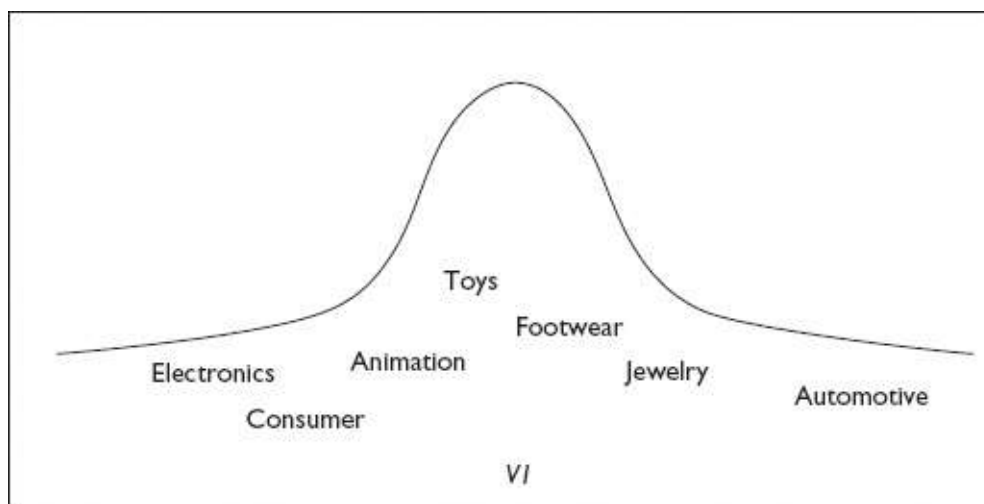 Toys
Footwear
Animation
Jewelry
Electronics
Automotive
Consumer
VI